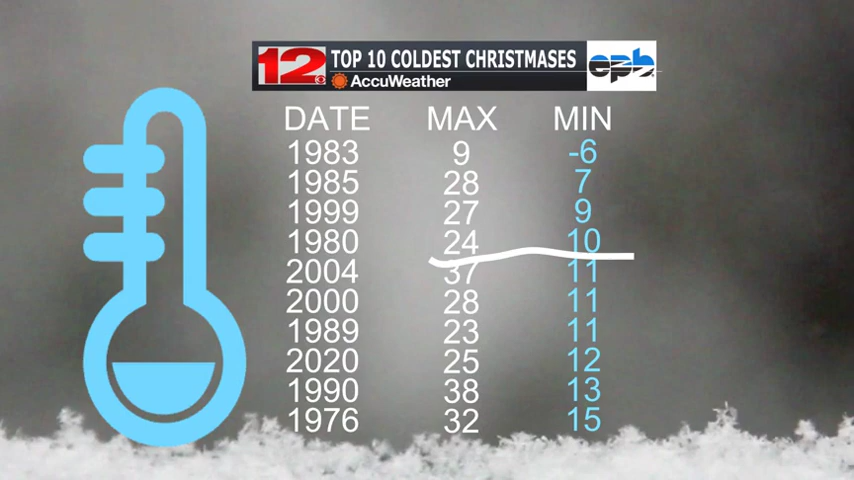 12 TOP 10 COLDEST CHRISTMASES epb
AccuWeather
DATE MAX MIN
1983 9 -6
1985 28 7
1999 27 9
1980 24 10
2004 37 11
2000 28 11
1989 23 11
2020 25 12
1990 38 13
1976 32 15